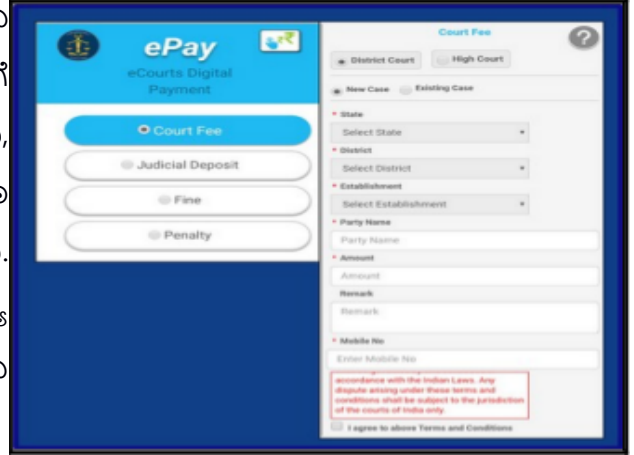 ePay
eCourts Digital
Payment
Court Fee
Judicial Deposit
Fine
Penalty
Court Fee
?
District Court
High Court
New Case
Existing Case
* State
Select State
* District
Select District
* Establishment
Select Establishment
* Party Name
Party Name
* Amount
Amount
Remark
Remark
* Mobile No
Enter Mobile No
accordance with the Indian Laws. Any
dispute arising under these terms and
conditions shall be subject to the jurisdiction
of the courts of India only.
I agree to above Terms and Conditions